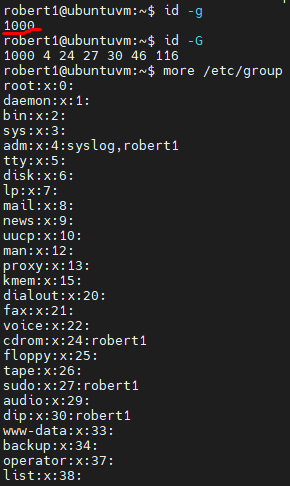 robert1@ubuntuvm:~$ id -g
1000
robert1@ubuntuvm:~$ id -G
1000 4 24 27 30 46 116
robert1@ubuntuvm:~$ more /etc/group
root:x:0:
daemon:x:1:
bin:x:2:
sys:x:3:
adm:x:4:syslog,robert1
tty:x:5:
disk:x:6:
lp:x:7:
mail:x:8:
news:x:9:
uucp:x:10:
man:x:12:
proxy:x:13:
kmem:x:15:
dialout:x:20:
fax:x:21:
voice:x:22:
cdrom:x:24:robert1
floppy:x:25:
tape:x:26:
sudo:x:27:robert1
audio:x:29:
dip:x:30:robert1
www-data:x:33:
backup:x:34:
operator:x:37:
list:x:38: